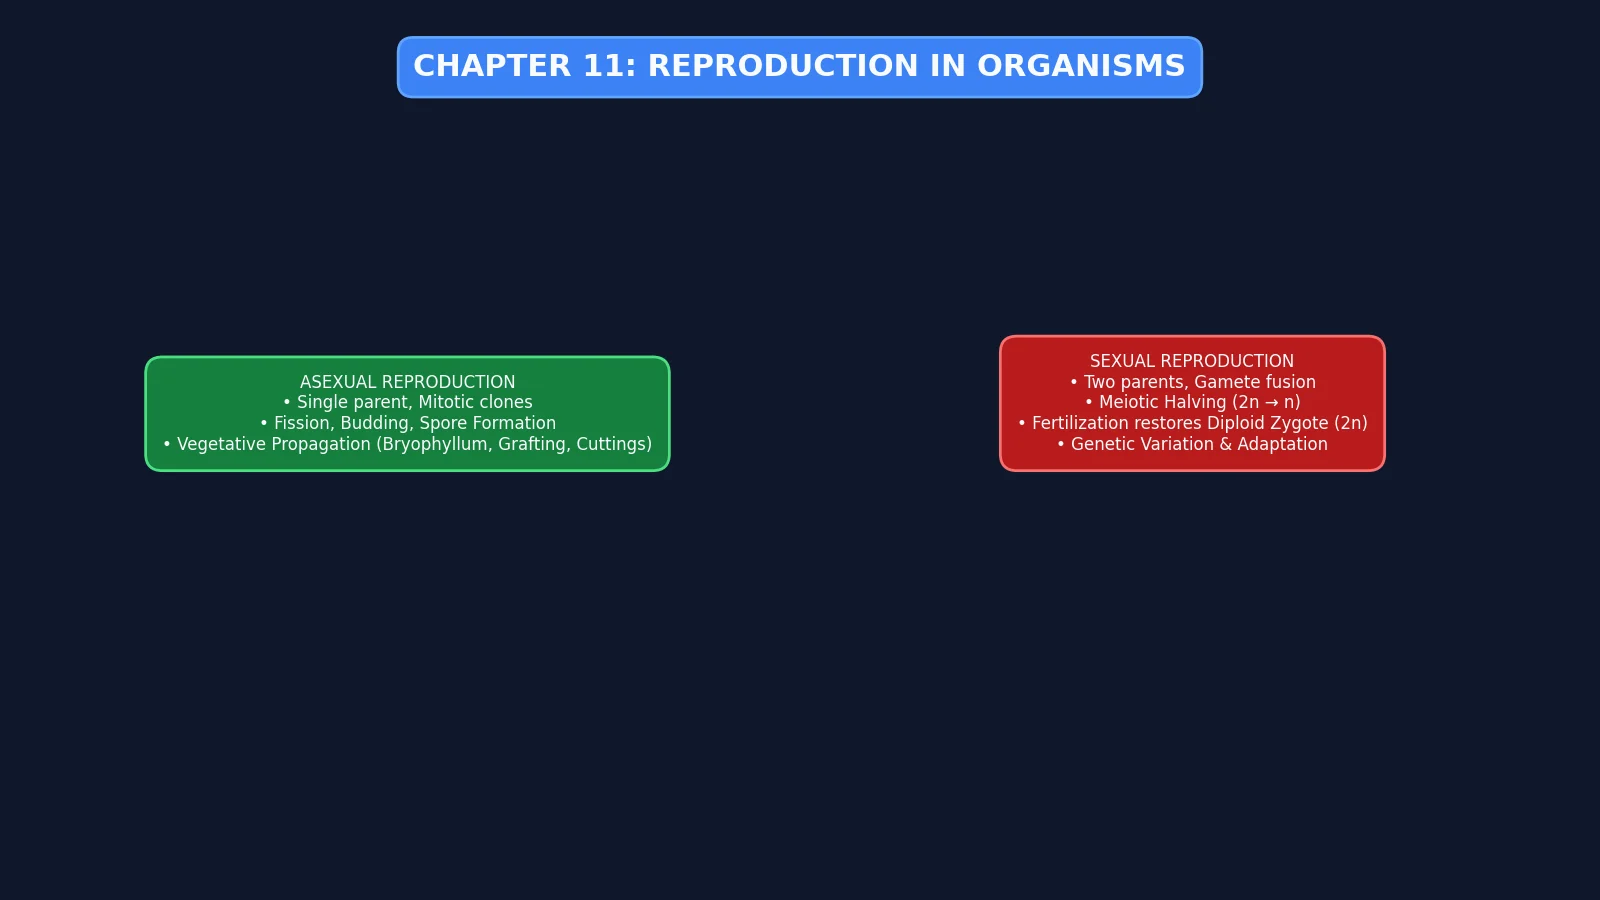 CHAPTER 11: REPRODUCTION IN ORGANISMS
ASEXUAL REPRODUCTION
• Single parent, Mitotic clones
• Fission, Budding, Spore Formation
• Vegetative Propagation (Bryophyllum, Grafting, Cuttings)
SEXUAL REPRODUCTION
• Two parents, Gamete fusion
• Meiotic Halving (2n → n)
• Fertilization restores Diploid Zygote (2n)
• Genetic Variation & Adaptation